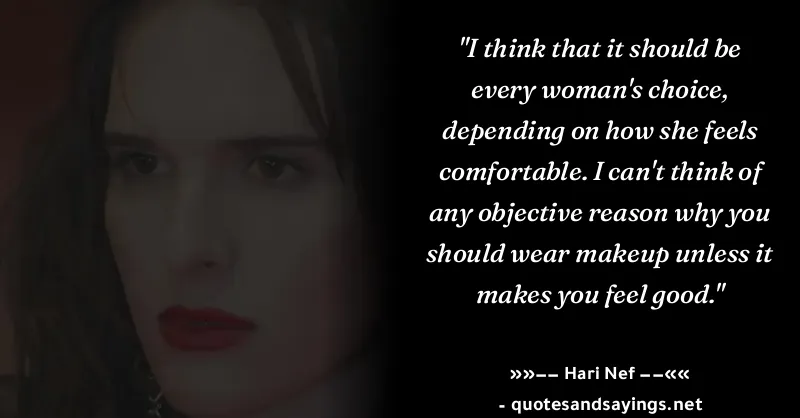 "I think that it should be
every woman's choice,
depending on how she feels
comfortable. I can't think of
any objective reason why you
should wear makeup unless it
makes you feel good."
»»–– Hari Nef ––««
- quotesandsayings.net